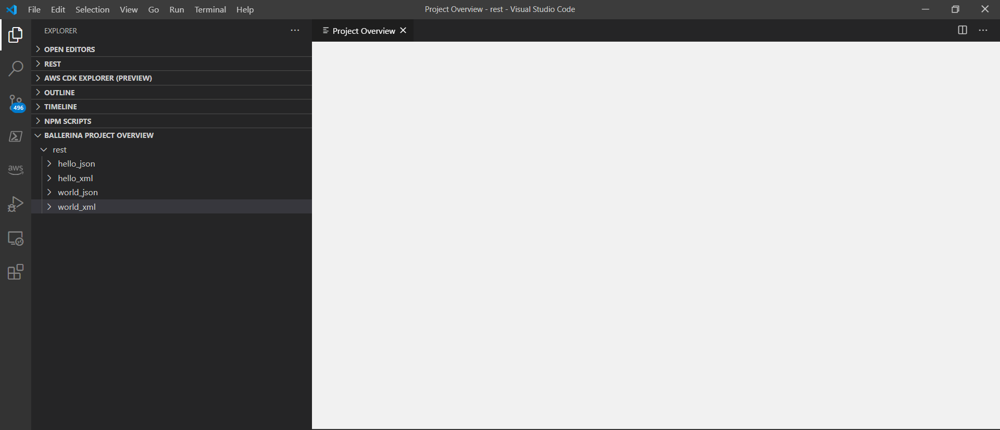 File Edit Selection View Go Run Terminal Help
Project Overview - rest - Visual Studio Code
EXPLORER
Project Overview
OPEN EDITORS
REST
AWS CDK EXPLORER (PREVIEW)
OUTLINE
496
TIMELINE
NPM SCRIPTS
BALLERINA PROJECT OVERVIEW
rest
hello_json
aws
hello_xml
world_json
world_xml